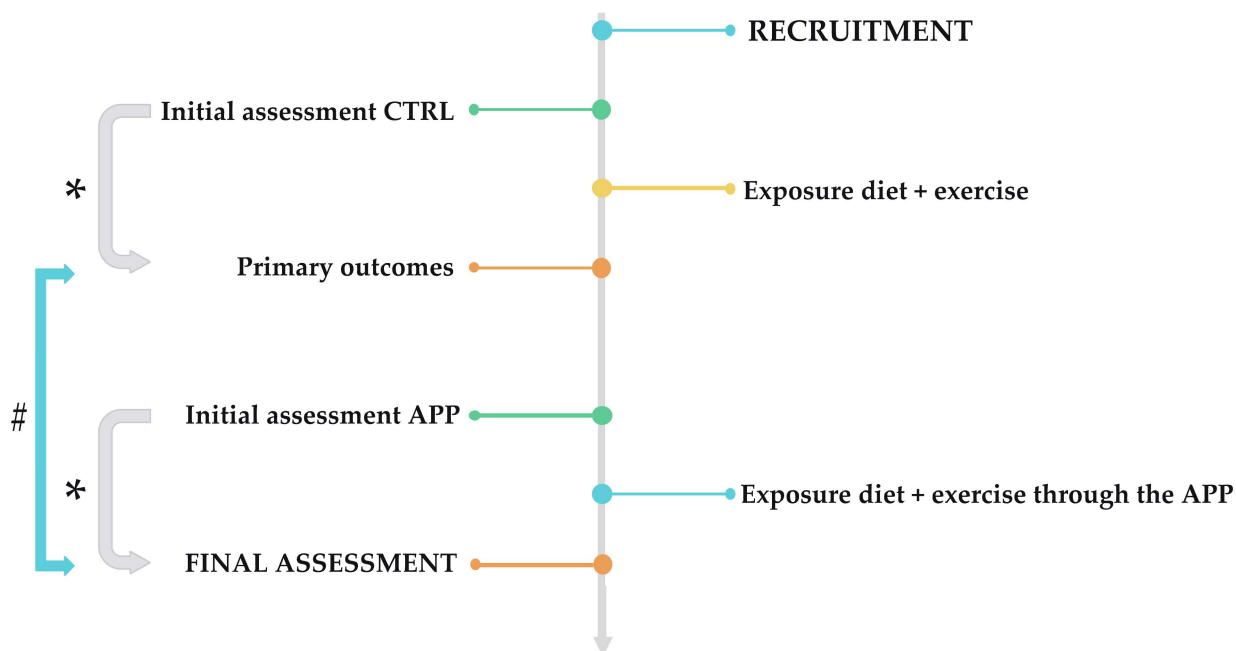 RECRUITMENT
Initial assessment CTRL
*
Exposure diet + exercise
Primary outcomes
Initial assessment APP
#
*
Exposure diet + exercise through the APP
FINAL ASSESSMENT